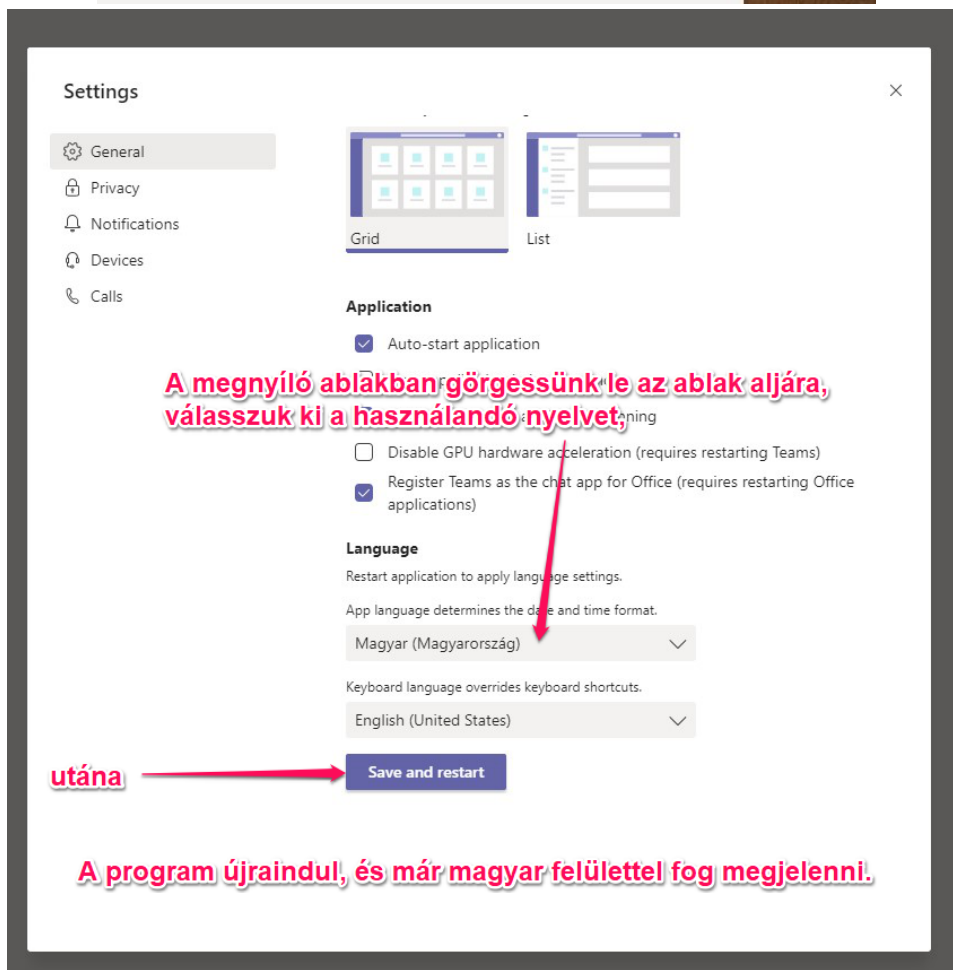 Settings
General
Privacy
Notifications
Devices
Calls
Grid
List
Application
Auto-start application
A megnyíló ablakban görgessünk le az ablak aljára,
válasszuk ki a használandó nyelvet,
Disable GPU hardware acceleration (requires restarting Teams)
Register Teams as the chat app for Office (requires restarting Office
applications)
Language
Restart application to apply language settings.
App language determines the date and time format.
Magyar (Magyarország)
Keyboard language overrides keyboard shortcuts.
English (United States)
utána
Save and restart
A program újraindul, és már magyar felülettel fog megjelenni.